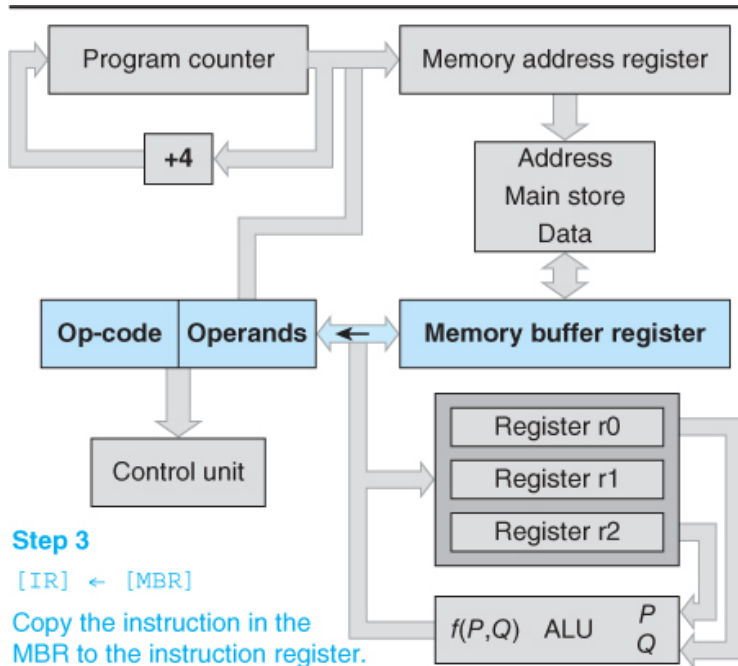 Program counter
Memory address register
+4
Address
Main store
Data
Op-code
Operands
←
Memory buffer register
Control unit
Register r0
Register r1
Register r2
f(P,Q) ALU
P
Q
Step 3
[IR] ← [MBR]
Copy the instruction in the
MBR to the instruction register.